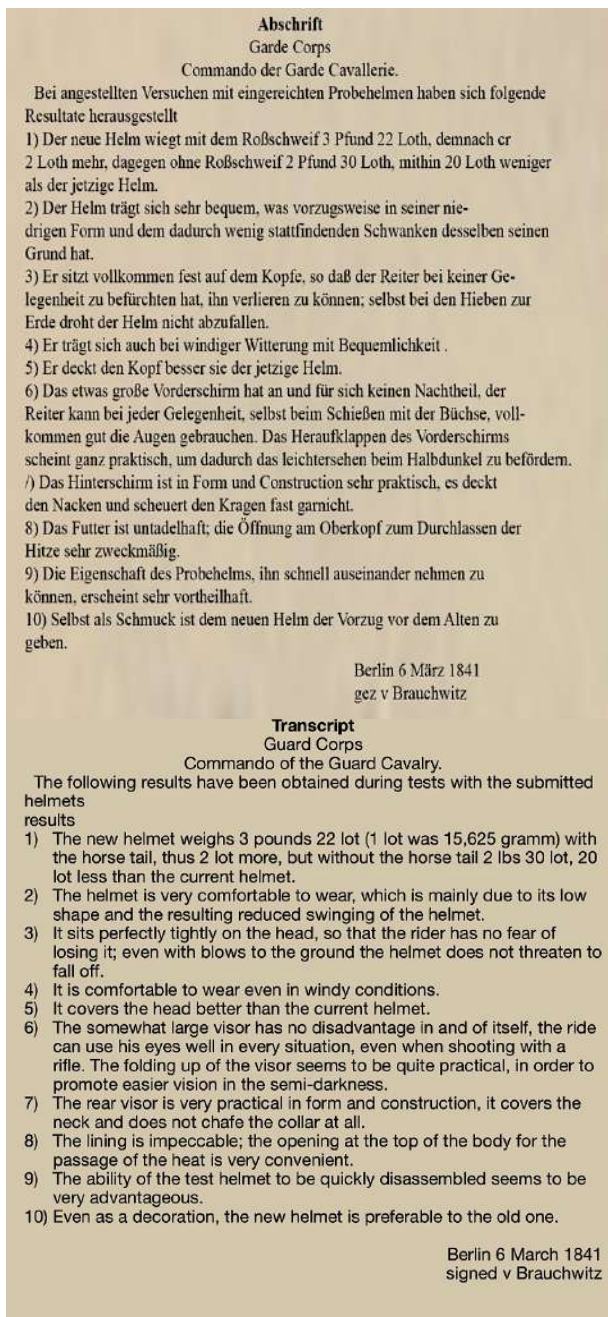 Abschrift
Garde Corps
Commando der Garde Cavallerie.
Bei angestellten Versuchen mit eingereichten Probehelmen haben sich folgende
Resultate herausgestellt
1) Der neue Helm wiegt mit dem Roßschweif 3 Pfund 22 Loth, demnach cr
2 Loth mehr, dagegen ohne Roßschweif 2 Pfund 30 Loth, mithin 20 Loth weniger
als der jetzige Helm.
2) Der Helm trägt sich sehr bequem, was vorzugsweise in seiner nie-
drigen Form und dem dadurch wenig stattfindenden Schwanken desselben seinen
Grund hat.
3) Er sitzt vollkommen fest auf dem Kopfe, so daß der Reiter bei keiner Ge-
legenheit zu befürchten hat, ihn verlieren zu können; selbst bei den Hieben zur
Erde droht der Helm nicht abzufallen.
4) Er trägt sich auch bei windiger Witterung mit Bequemlichkeit .
5) Er deckt den Kopf besser sie der jetzige Helm.
6) Das etwas große Vorderschirm hat an und für sich keinen Nachtheil, der
Reiter kann bei jeder Gelegenheit, selbst beim Schießen mit der Büchse, voll-
kommen gut die Augen gebrauchen. Das Heraufklappen des Vorderschirms
scheint ganz praktisch, um dadurch das leichtersehen beim Halbdunkel zu befördern.
/) Das Hinterschirm ist in Form und Construction sehr praktisch, es deckt
den Nacken und scheuert den Kragen fast garnicht.
8) Das Futter ist untadelhaft; die Öffnung am Oberkopf zum Durchlassen der
Hitze sehr zweckmäßig.
9) Die Eigenschaft des Probehelms, ihn schnell auseinander nehmen zu
können, erscheint sehr vortheilhaft.
10) Selbst als Schmuck ist dem neuen Helm der Vorzug vor dem Alten zu
geben.
Berlin 6 März 1841
gez v Brauchwitz
Transcript
Guard Corps
Commando of the Guard Cavalry.
The following results have been obtained during tests with the submitted
helmets
results
1) The new helmet weighs 3 pounds 22 lot (1 lot was 15,625 gramm) with
the horse tail, thus 2 lot more, but without the horse tail 2 lbs 30 lot, 20
lot less than the current helmet.
2) The helmet is very comfortable to wear, which is mainly due to its low
shape and the resulting reduced swinging of the helmet.
3) It sits perfectly tightly on the head, so that the rider has no fear of
losing it; even with blows to the ground the helmet does not threaten to
fall off.
4) It is comfortable to wear even in windy conditions.
5) It covers the head better than the current helmet.
6) The somewhat large visor has no disadvantage in and of itself, the ride
can use his eyes well in every situation, even when shooting with a
rifle. The folding up of the visor seems to be quite practical, in order to
promote easier vision in the semi-darkness.
7) The rear visor is very practical in form and construction, it covers the
neck and does not chafe the collar at all.
8) The lining is impeccable; the opening at the top of the body for the
passage of the heat is very convenient.
9) The ability of the test helmet to be quickly disassembled seems to be
very advantageous.
10) Even as a decoration, the new helmet is preferable to the old one.
Berlin 6 March 1841
signed v Brauchwitz